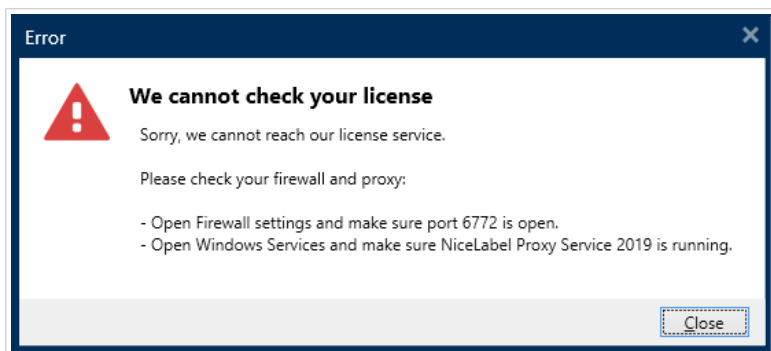 Error
We cannot check your license
Sorry, we cannot reach our license service.
Please check your firewall and proxy:
- Open Firewall settings and make sure port 6772 is open.
- Open Windows Services and make sure NiceLabel Proxy Service 2019 is running.
Close